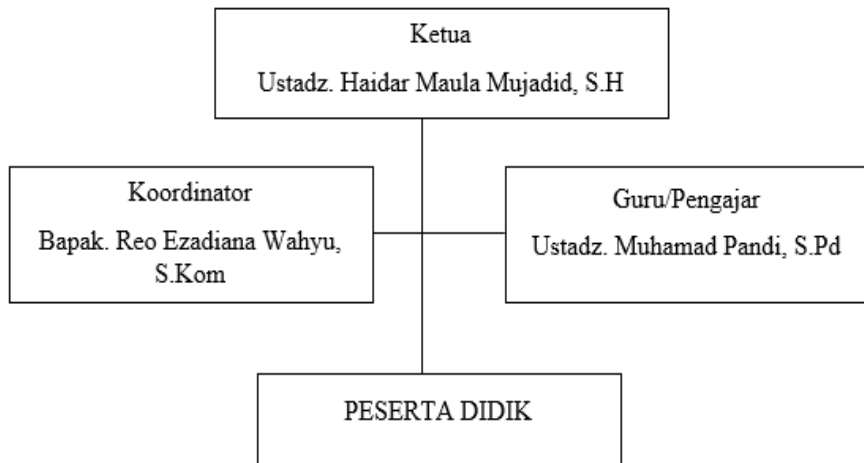 Ketua
Ustadz. Haidar Maula Mujadid, S.H
Koordinator
Bapak. Reo Ezadiana Wahyu,
S.Kom
Guru/Pengajar
Ustadz. Muhamad Pandi, S.Pd
PESERTA DIDIK